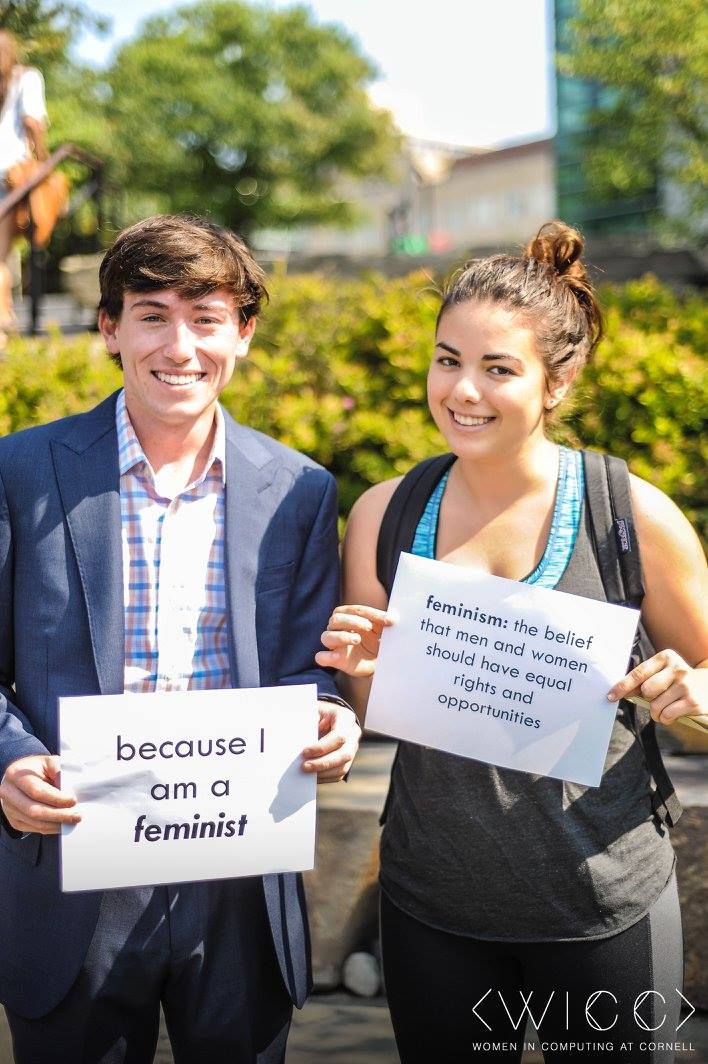 because I
am a
feminist
feminism: the belief
that men and women
should have equal
rights and
opportunities
<WICC>
WOMEN IN COMPUTING AT CORNELL